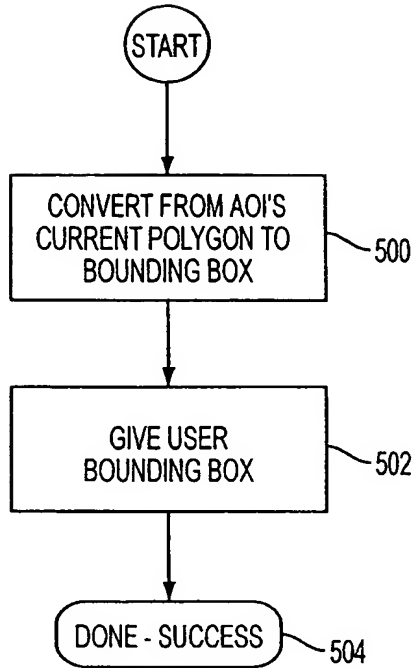 START
CONVERT FROM AOI'S
CURRENT POLYGON TO
BOUNDING BOX
500
GIVE USER
BOUNDING BOX
502
DONE - SUCCESS
504